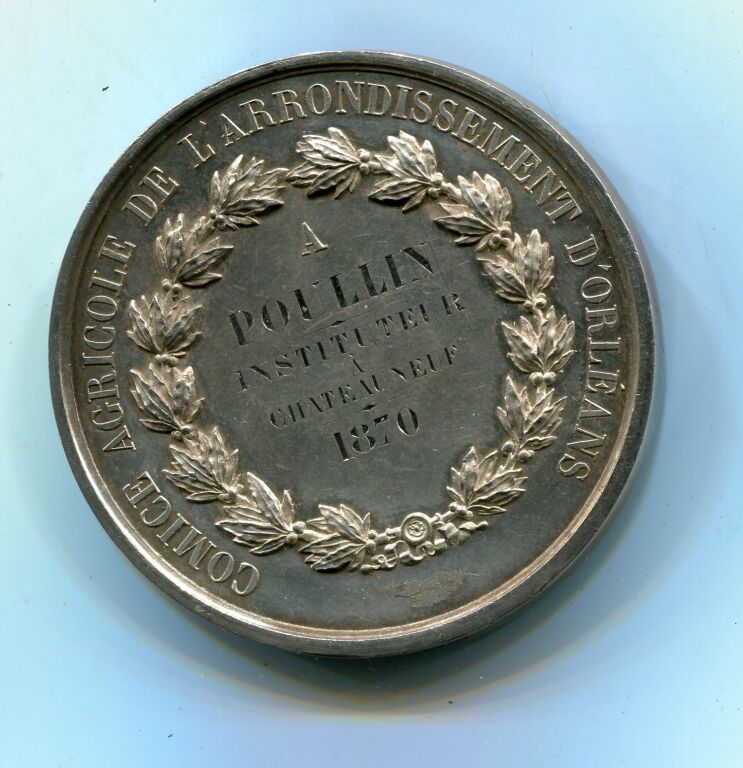 COMICE AGRICOLE DE L'ARRONDISSEMENT D'ORLÉANS
A
POULLIN
INSTITUTEUR
À
CHATEAUNEUF
1870